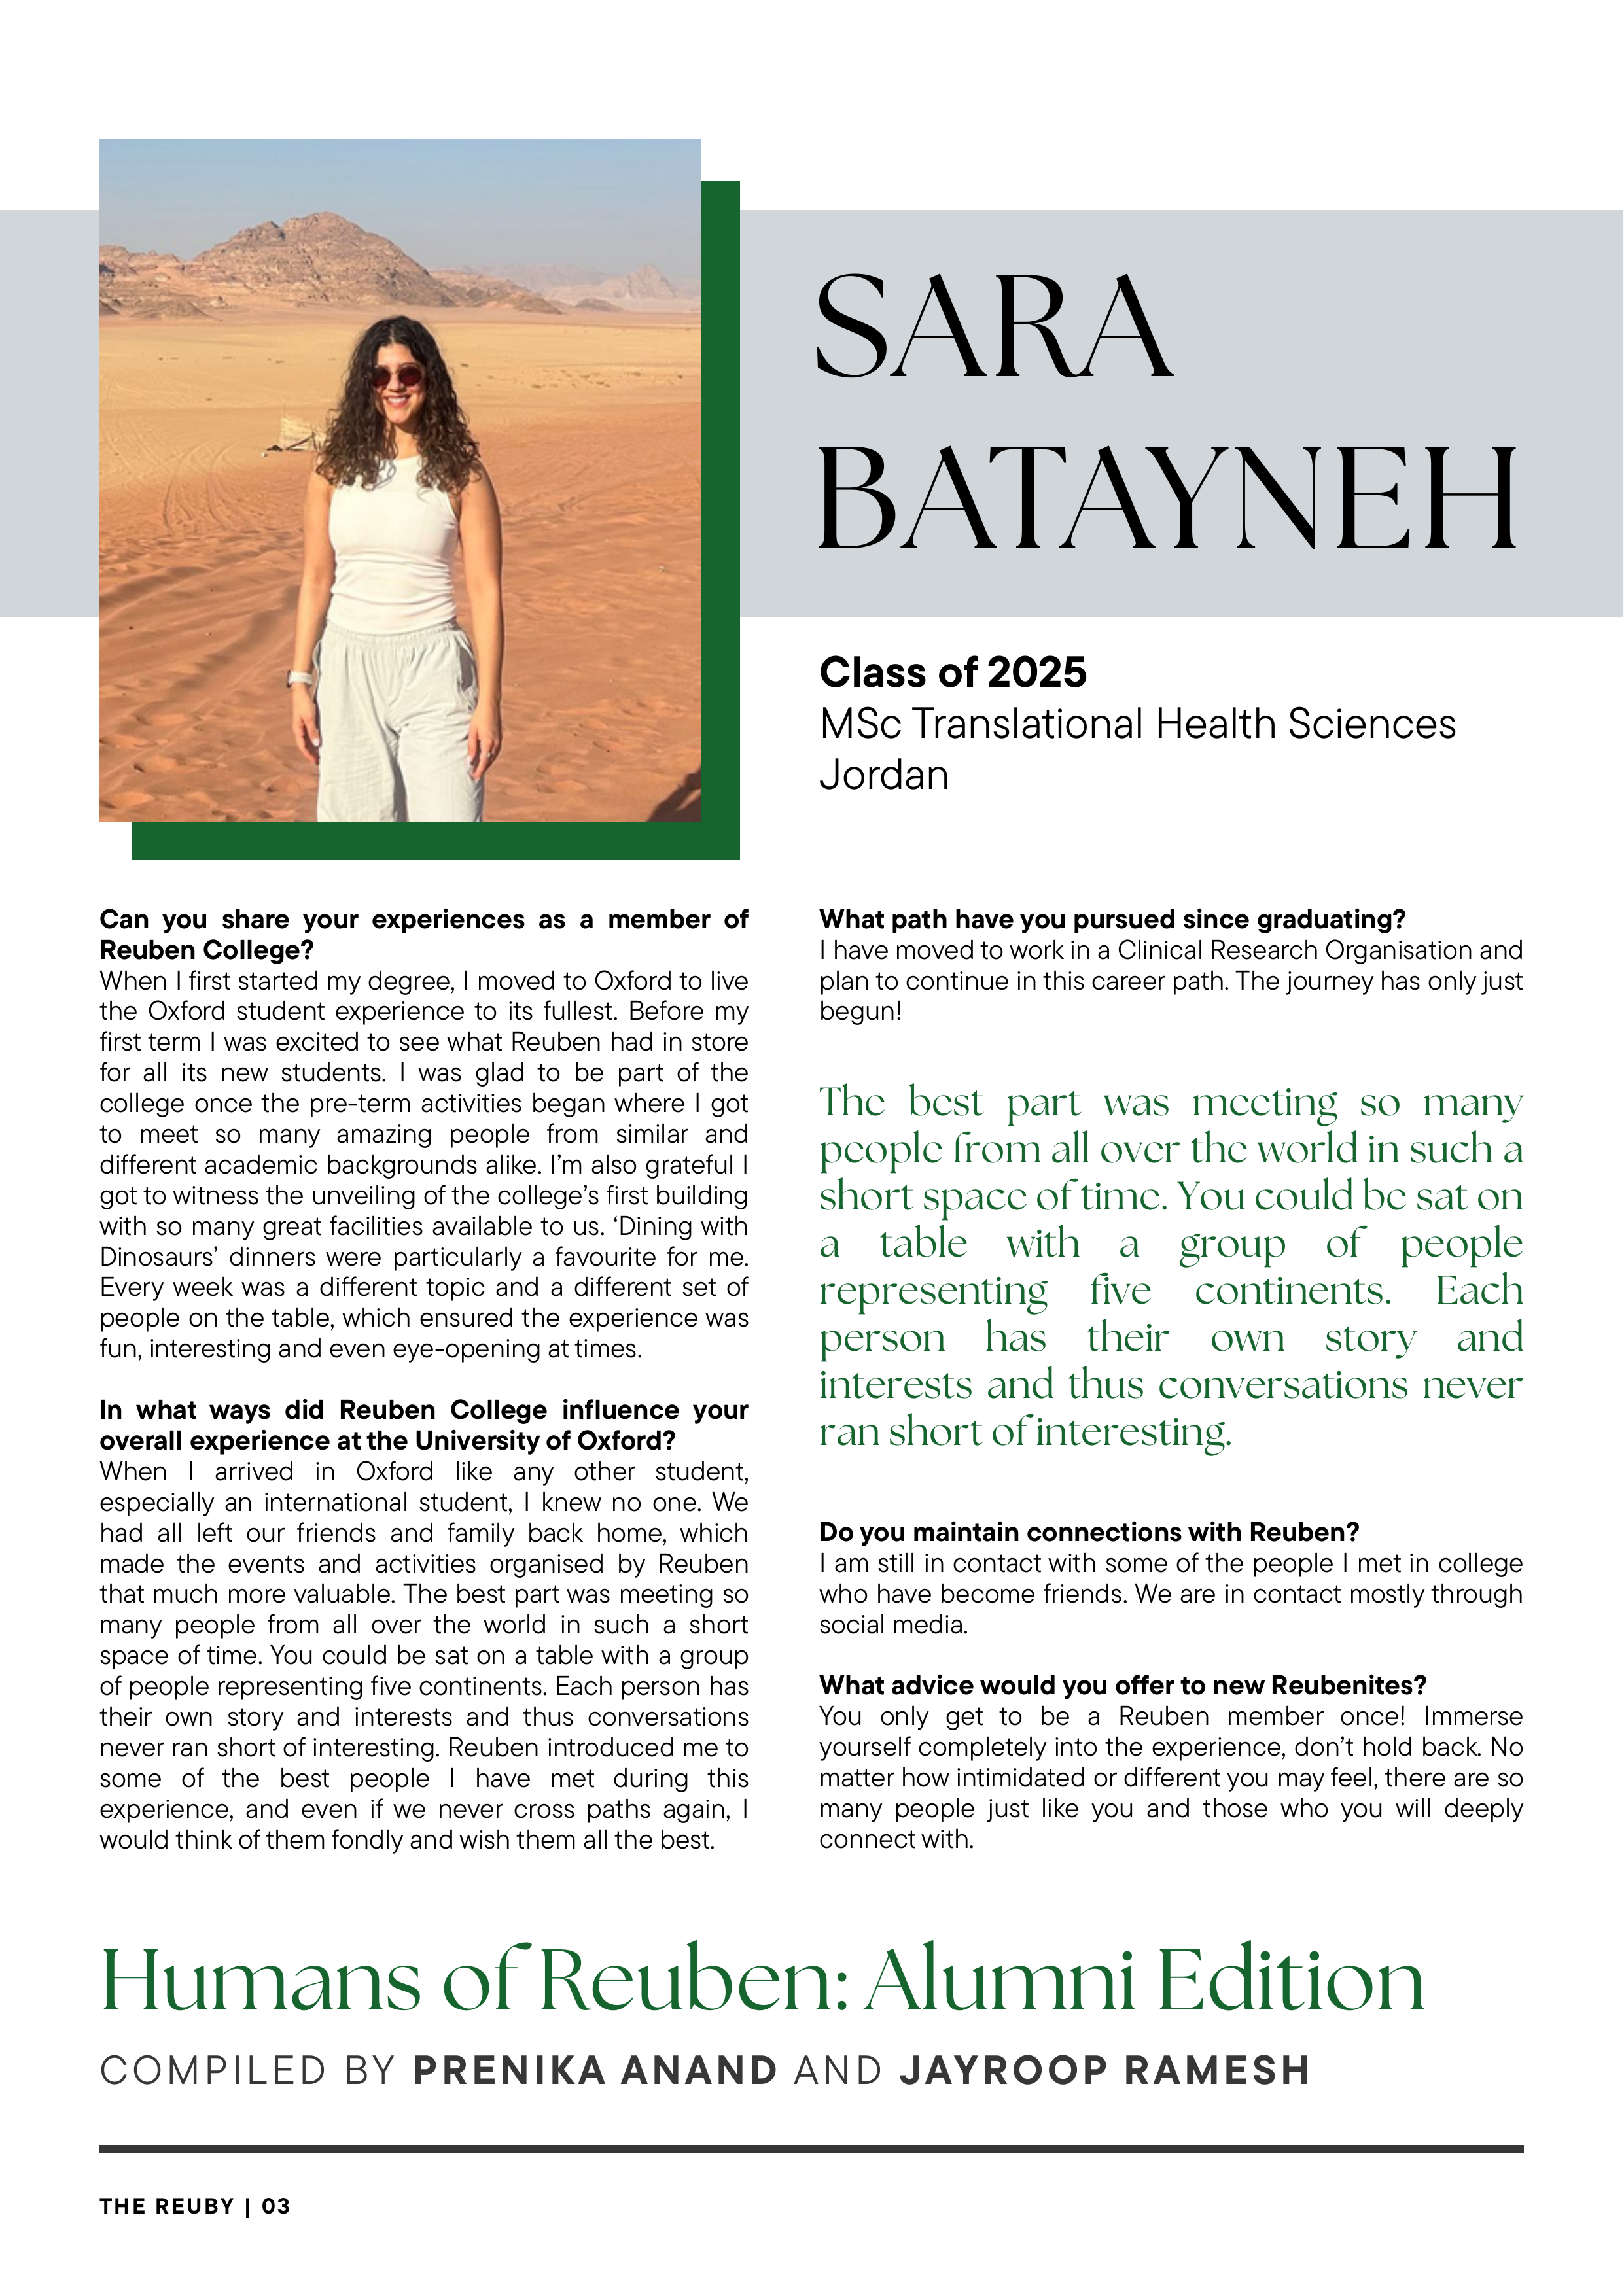 SARA
BATAYNEH
Class of 2025
MSc Translational Health Sciences
Jordan
Can you share your experiences as a member of
Reuben College?
When I first started my degree, I moved to Oxford to live
the Oxford student experience to its fullest. Before my
first term I was excited to see what Reuben had in store
for all its new students. I was glad to be part of the
college once the pre-term activities began where I got
to meet so many amazing people from similar and
different academic backgrounds alike. I’m also grateful I
got to witness the unveiling of the college’s first building
with so many great facilities available to us. ‘Dining with
Dinosaurs’ dinners were particularly a favourite for me.
Every week was a different topic and a different set of
people on the table, which ensured the experience was
fun, interesting and even eye-opening at times.
In what ways did Reuben College influence your
overall experience at the University of Oxford?
When I arrived in Oxford like any other student,
especially an international student, I knew no one. We
had all left our friends and family back home, which
made the events and activities organised by Reuben
that much more valuable. The best part was meeting so
many people from all over the world in such a short
space of time. You could be sat on a table with a group
of people representing five continents. Each person has
their own story and interests and thus conversations
never ran short of interesting. Reuben introduced me to
some of the best people I have met during this
experience, and even if we never cross paths again, I
would think of them fondly and wish them all the best.
What path have you pursued since graduating?
I have moved to work in a Clinical Research Organisation and
plan to continue in this career path. The journey has only just
begun!
The best part was meeting so many
people from all over the world in such a
short space of time. You could be sat on
a table with a group of people
representing five continents. Each
person has their own story and
interests and thus conversations never
ran short of interesting.
Do you maintain connections with Reuben?
I am still in contact with some of the people I met in college
who have become friends. We are in contact mostly through
social media.
What advice would you offer to new Reubenites?
You only get to be a Reuben member once! Immerse
yourself completely into the experience, don’t hold back. No
matter how intimidated or different you may feel, there are so
many people just like you and those who you will deeply
connect with.
Humans of Reuben: Alumni Edition
COMPILED BY PRENIKA ANAND AND JAYROOP RAMESH
THE REUBY | 03